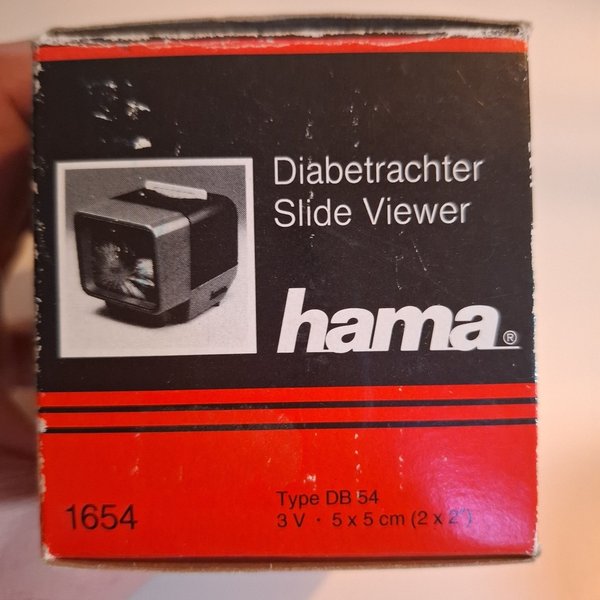 Diabetrachter
Slide Viewer
hama®
1654
Type DB 54
3 V · 5 x 5 cm (2 x 2")